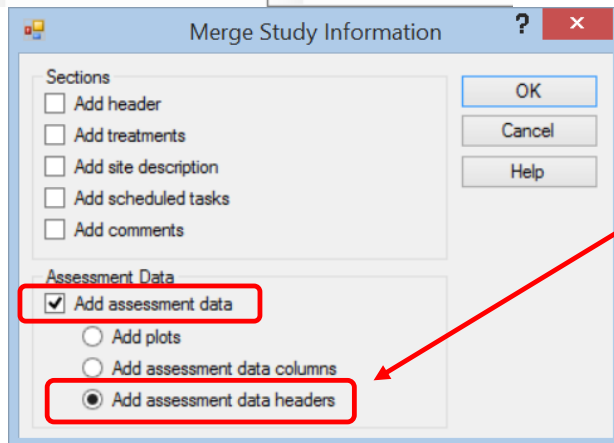 Merge Study Information
?
×
Sections
Add header
Add treatments
Add site description
Add scheduled tasks
Add comments
OK
Cancel
Help
Assessment Data
Add assessment data
Add plots
Add assessment data columns
Add assessment data headers